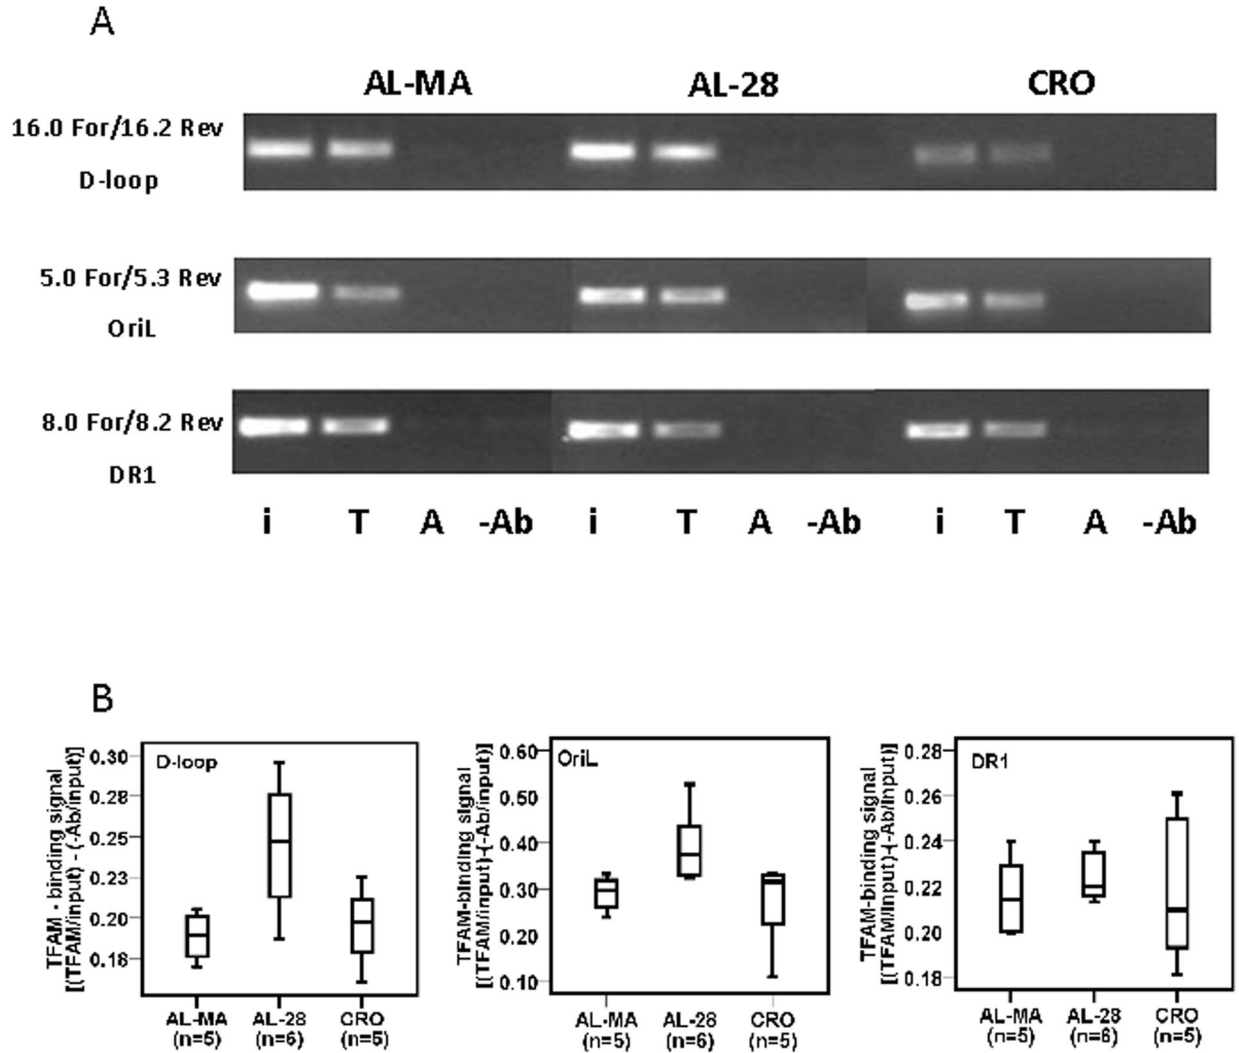 A
AL-MA AL-28 CRO
16.0 For/16.2 Rev
D-loop
5.0 For/5.3 Rev
OriL
8.0 For/8.2 Rev
DR1
i T A -Ab i T A -Ab i T A -Ab
B
TFAM - binding signal
[(TFAM/input) - (-Ab/input)]
0.30
0.28
0.25
0.23
0.20
0.18
D-loop
AL-MA AL-28 CRO
(n=5) (n=6) (n=5)
TFAM-binding signal
[(TFAM/input)-(-Ab/input)]
0.60
0.50
0.40
0.30
0.20
0.10
OriL
AL-MA AL-28 CRO
(n=5) (n=6) (n=5)
TFAM-binding signal
[(TFAM/input)-(-Ab/input)]
0.28
0.26
0.24
0.22
0.20
0.18
DR1
AL-MA AL-28 CRO
(n=5) (n=6) (n=5)